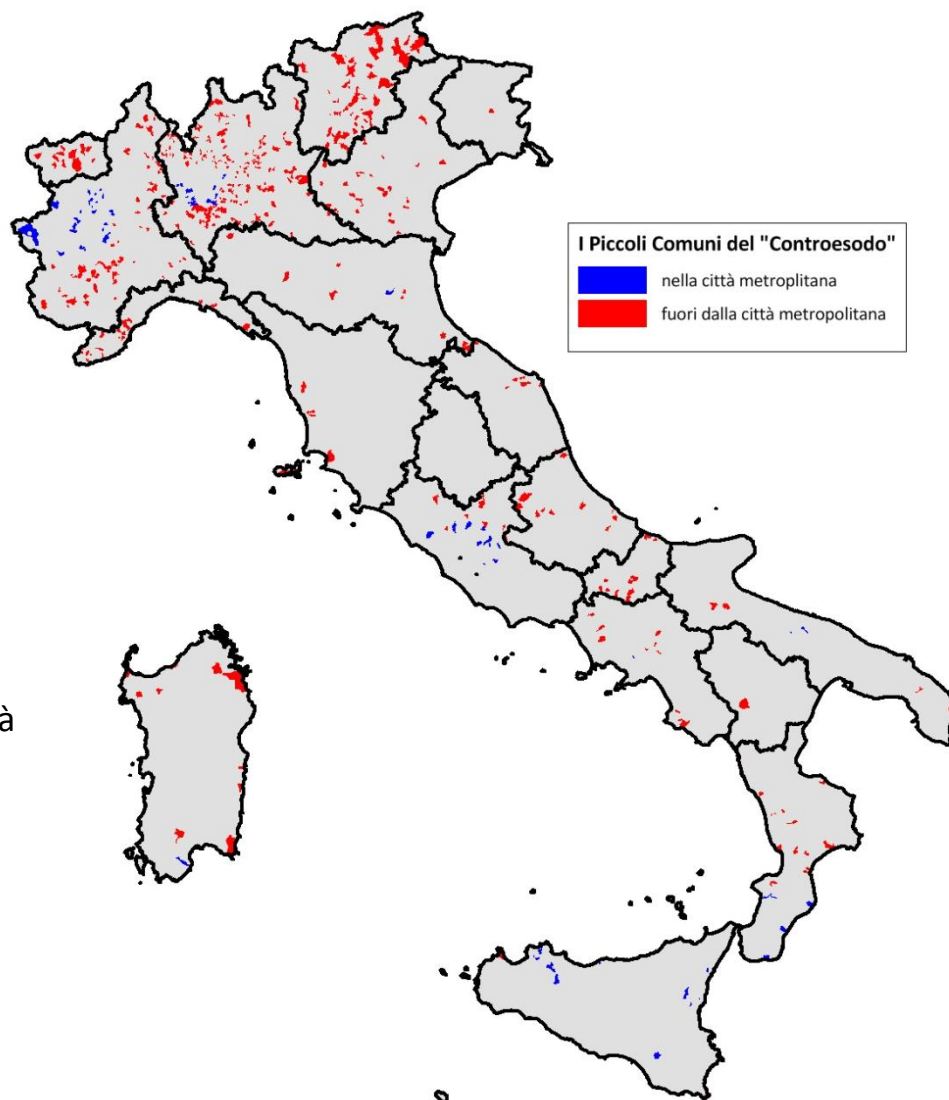 I Piccoli Comuni del "Controesodo"
nella città metroplitana
fuori dalla città metropolitana
à